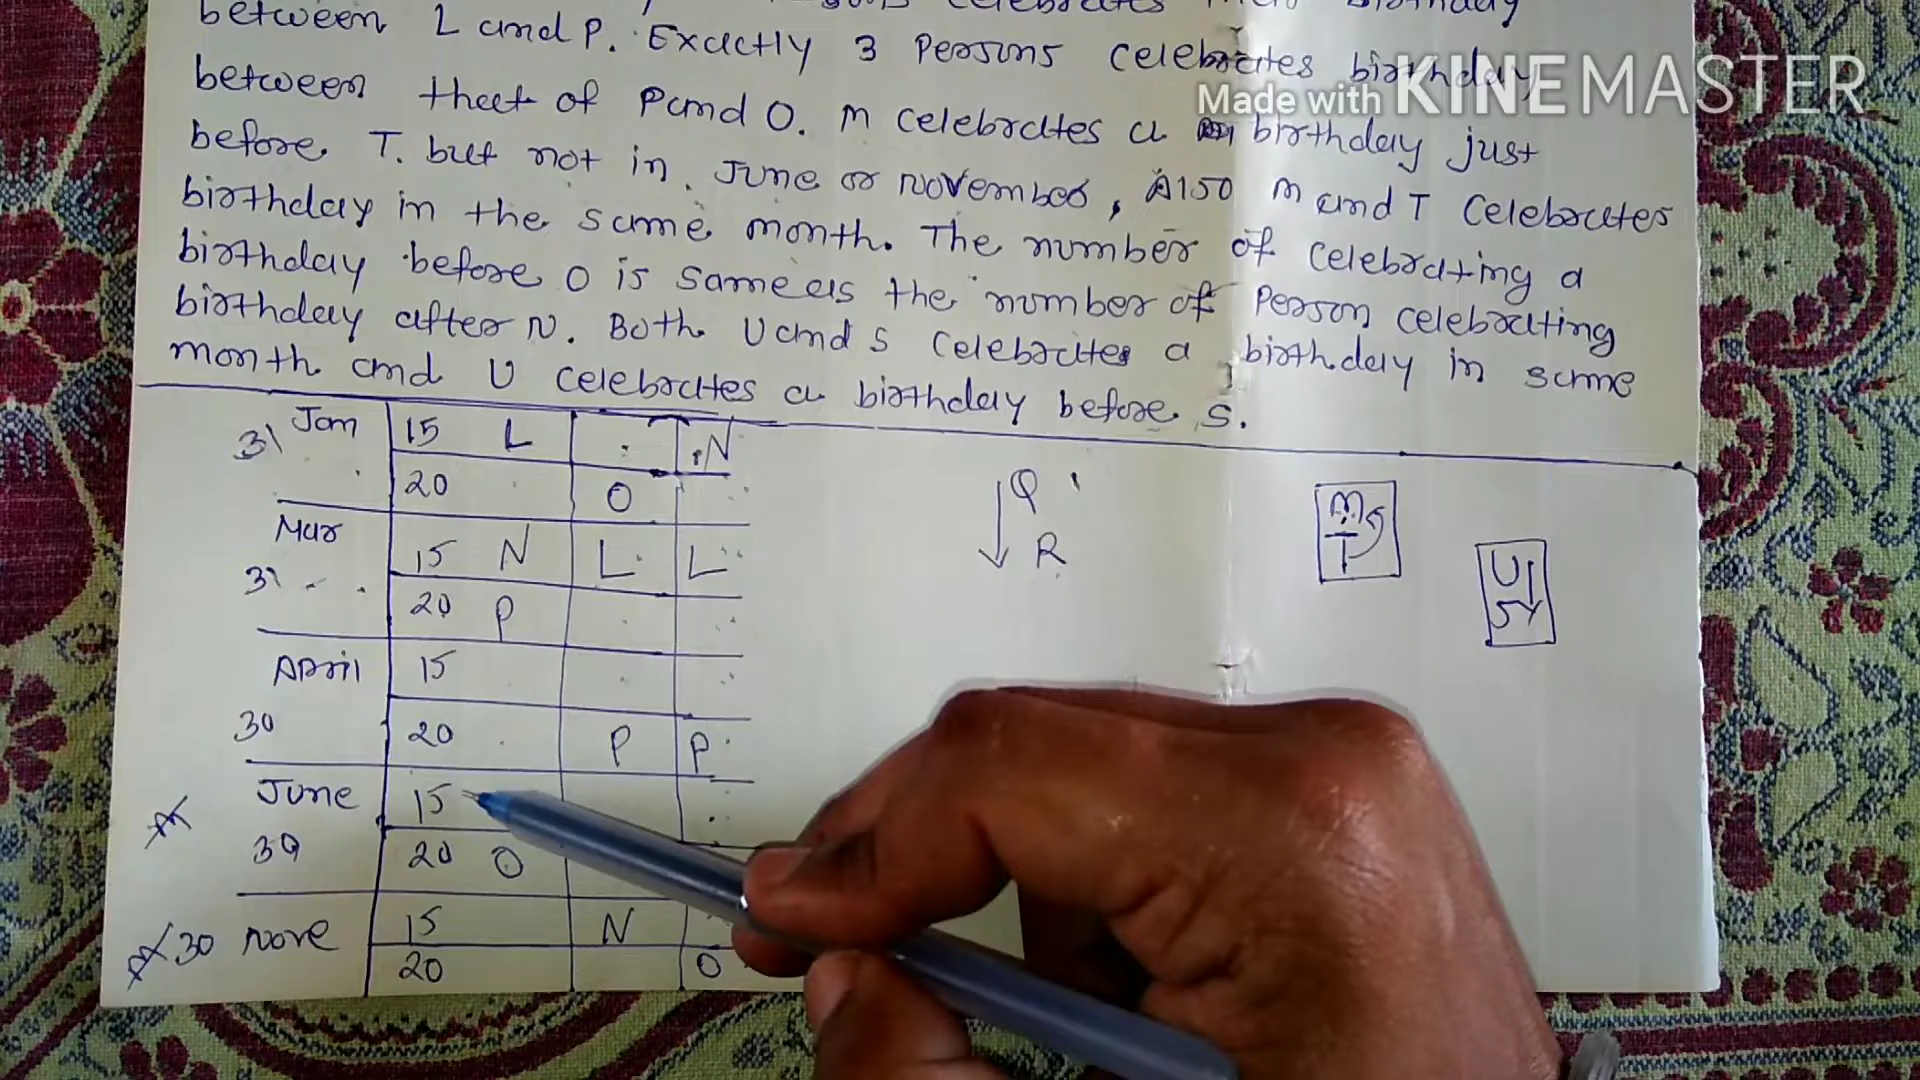 celebrates their birthday
between L and P. Exactly 3 Persons celebrates birthday
between that of P and O. M celebrates a birthday just
before T. but not in June or november, Also M and T celebrates
birthday in the same month. The number of celebrating a
birthday before O is same as the number of Person celebrating
birthday after N. Both U and S celebrates a birthday in same
month and U celebrates a birthday before S.
Made with KINEMASTER
31 Jan 15 L . N
20 O
Mar 15 N L L
31 20 P
April 15
30 20 P P
June 15
30 20 O
30 Nove 15 N
20 O
Q
R
M
T
U
S